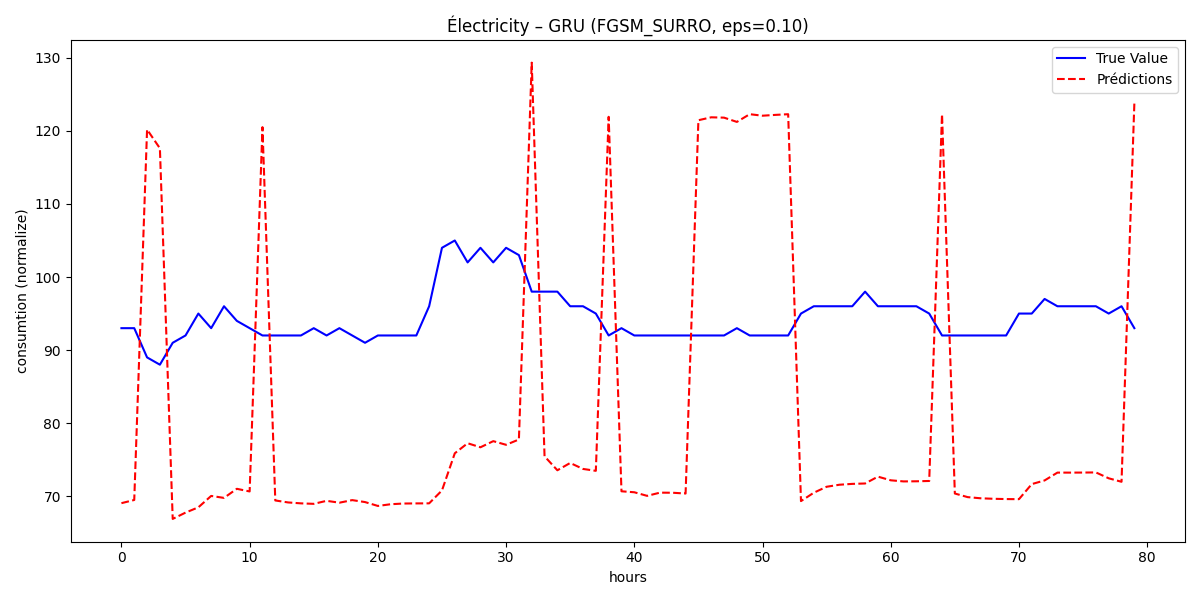 Électricity – GRU (FGSM_SURRO, eps=0.10)
True Value
Prédictions
130
120
110
100
90
80
70
consumtion (normalize)
0 10 20 30 40 50 60 70 80
hours